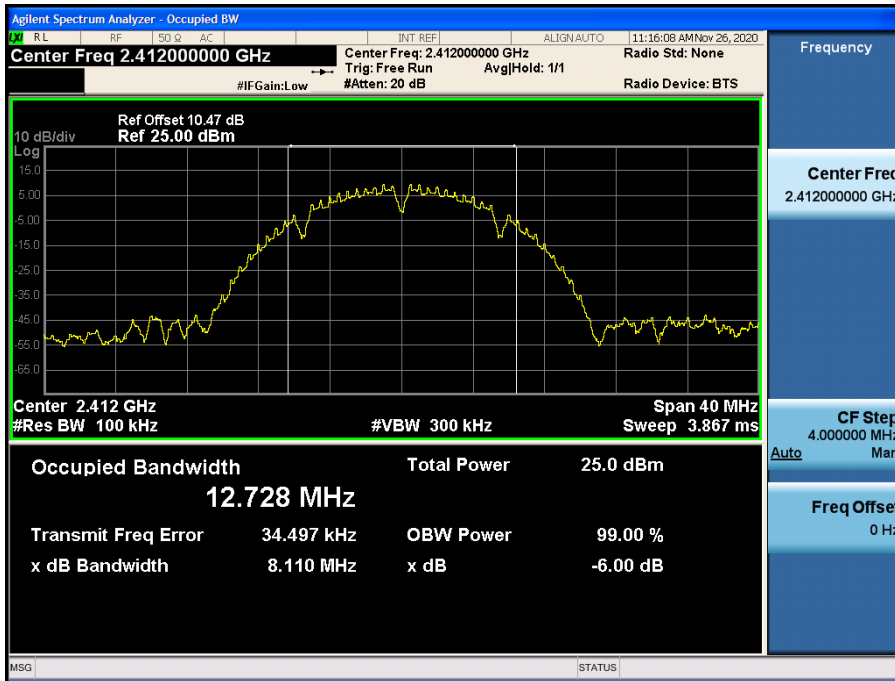 Agilent Spectrum Analyzer - Occupied BW
LXI RL RF 50 Ω AC INT REF ALIGN AUTO 11:16:08 AM Nov 26, 2020
Center Freq 2.412000000 GHz
Center Freq: 2.412000000 GHz
Radio Std: None
Trig: Free Run Avg|Hold: 1/1
#IFGain:Low #Atten: 20 dB Radio Device: BTS
Ref Offset 10.47 dB
10 dB/div Ref 25.00 dBm
Log
15.0
5.00
-5.00
-15.0
-25.0
-35.0
-45.0
-55.0
-65.0
Center 2.412 GHz Span 40 MHz
#Res BW 100 kHz #VBW 300 kHz Sweep 3.867 ms
Occupied Bandwidth Total Power 25.0 dBm
12.728 MHz
Transmit Freq Error 34.497 kHz OBW Power 99.00 %
x dB Bandwidth 8.110 MHz x dB -6.00 dB
MSG STATUS
Frequency
Center Freq
2.412000000 GHz
CF Step
4.000000 MHz
Auto Man
Freq Offset
0 Hz